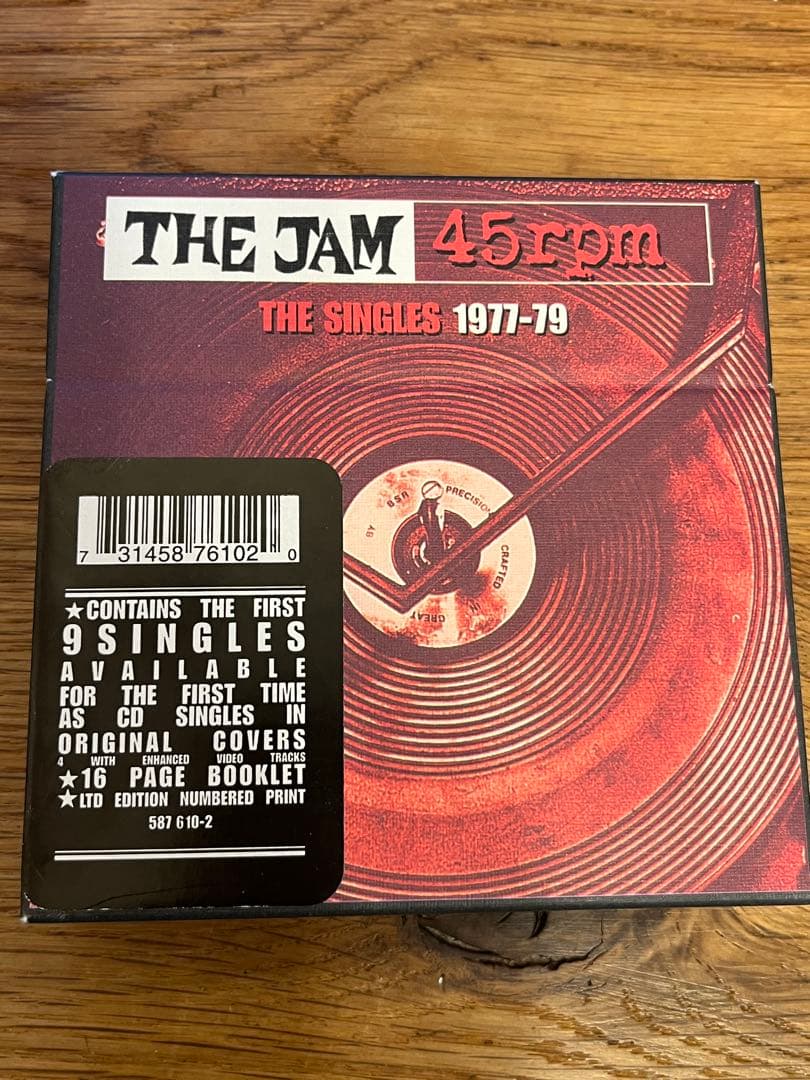 THE JAM 45rpm
THE SINGLES 1977-79
BY BSR PRECISION CRAFTED IN GREAT
7 31458 76102 0
★CONTAINS THE FIRST
9 SINGLES
AVAILABLE
FOR THE FIRST TIME
AS CD SINGLES IN
ORIGINAL COVERS
4 WITH ENHANCED VIDEO TRACKS
★16 PAGE BOOKLET
★LTD EDITION NUMBERED PRINT
587 610-2